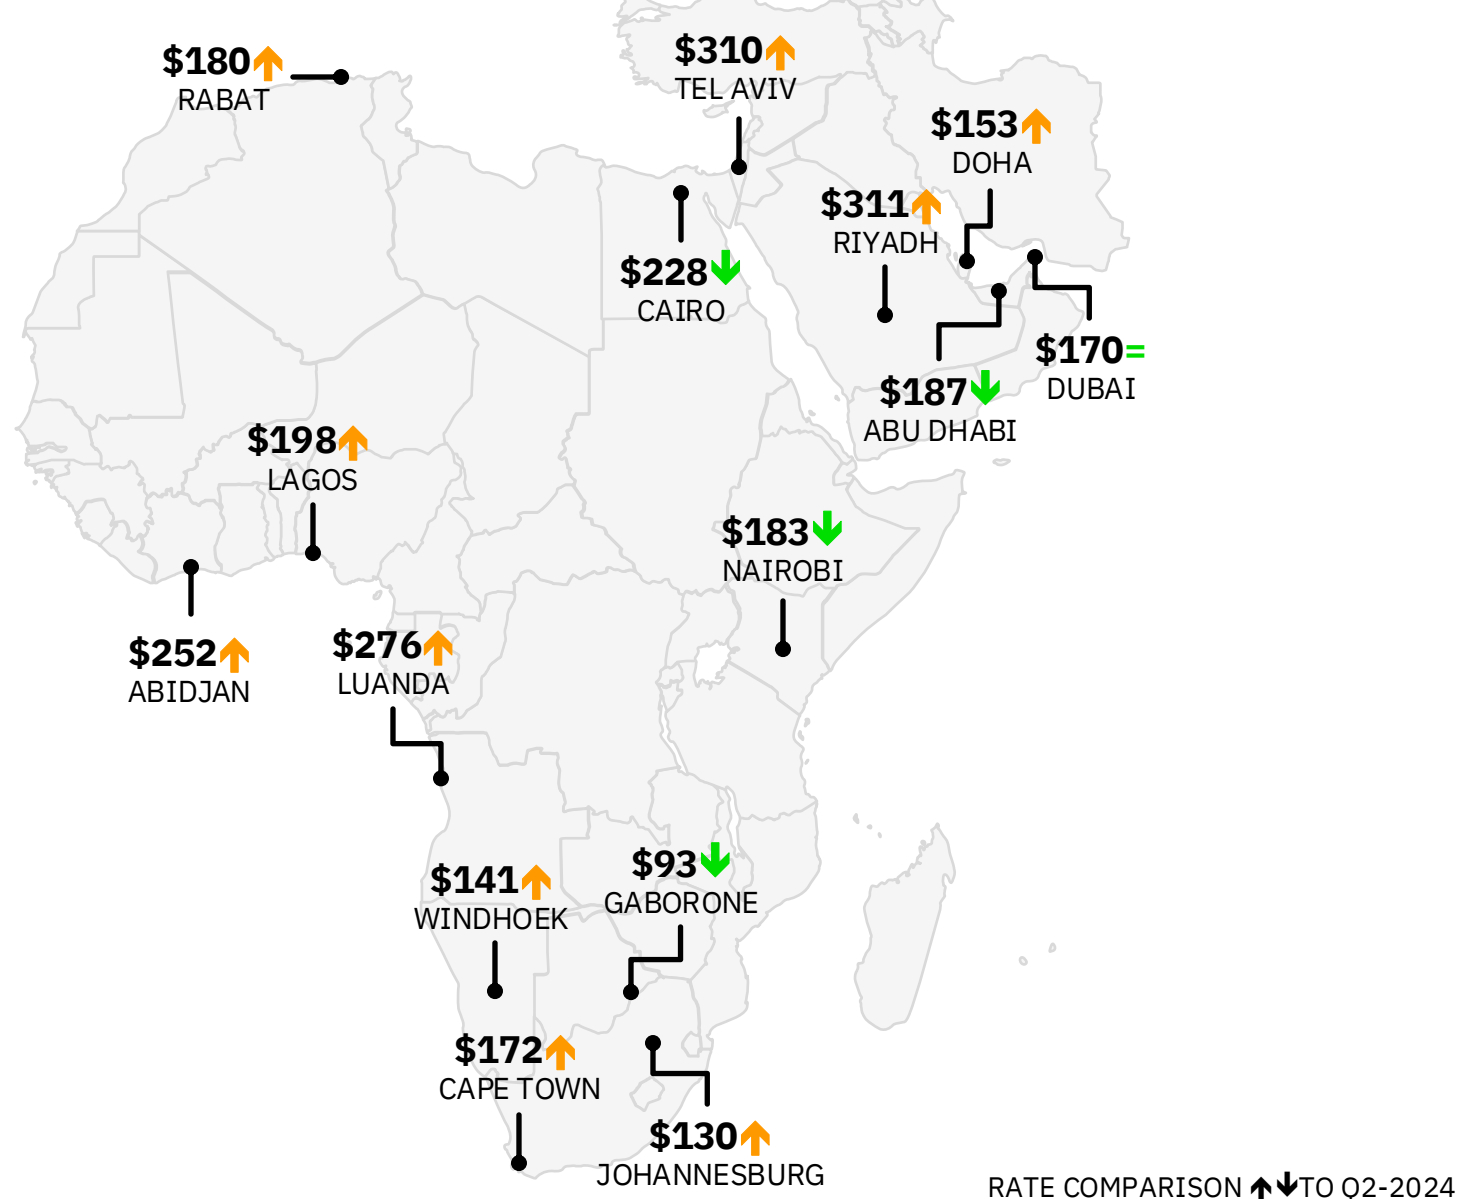 $180↑
RABAT
$310↑
TEL AVIV
$153↑
DOHA
$311↑
RIYADH
$228↓
CAIRO
$170=
DUBAI
$187↓
ABU DHABI
$198↑
LAGOS
$183↓
NAIROBI
$252↑
ABIDJAN
$276↑
LUANDA
$141↑
WINDHOEK
$93↓
GABORONE
$172↑
CAPE TOWN
$130↑
JOHANNESBURG
RATE COMPARISON ↑↓TO Q2-2024